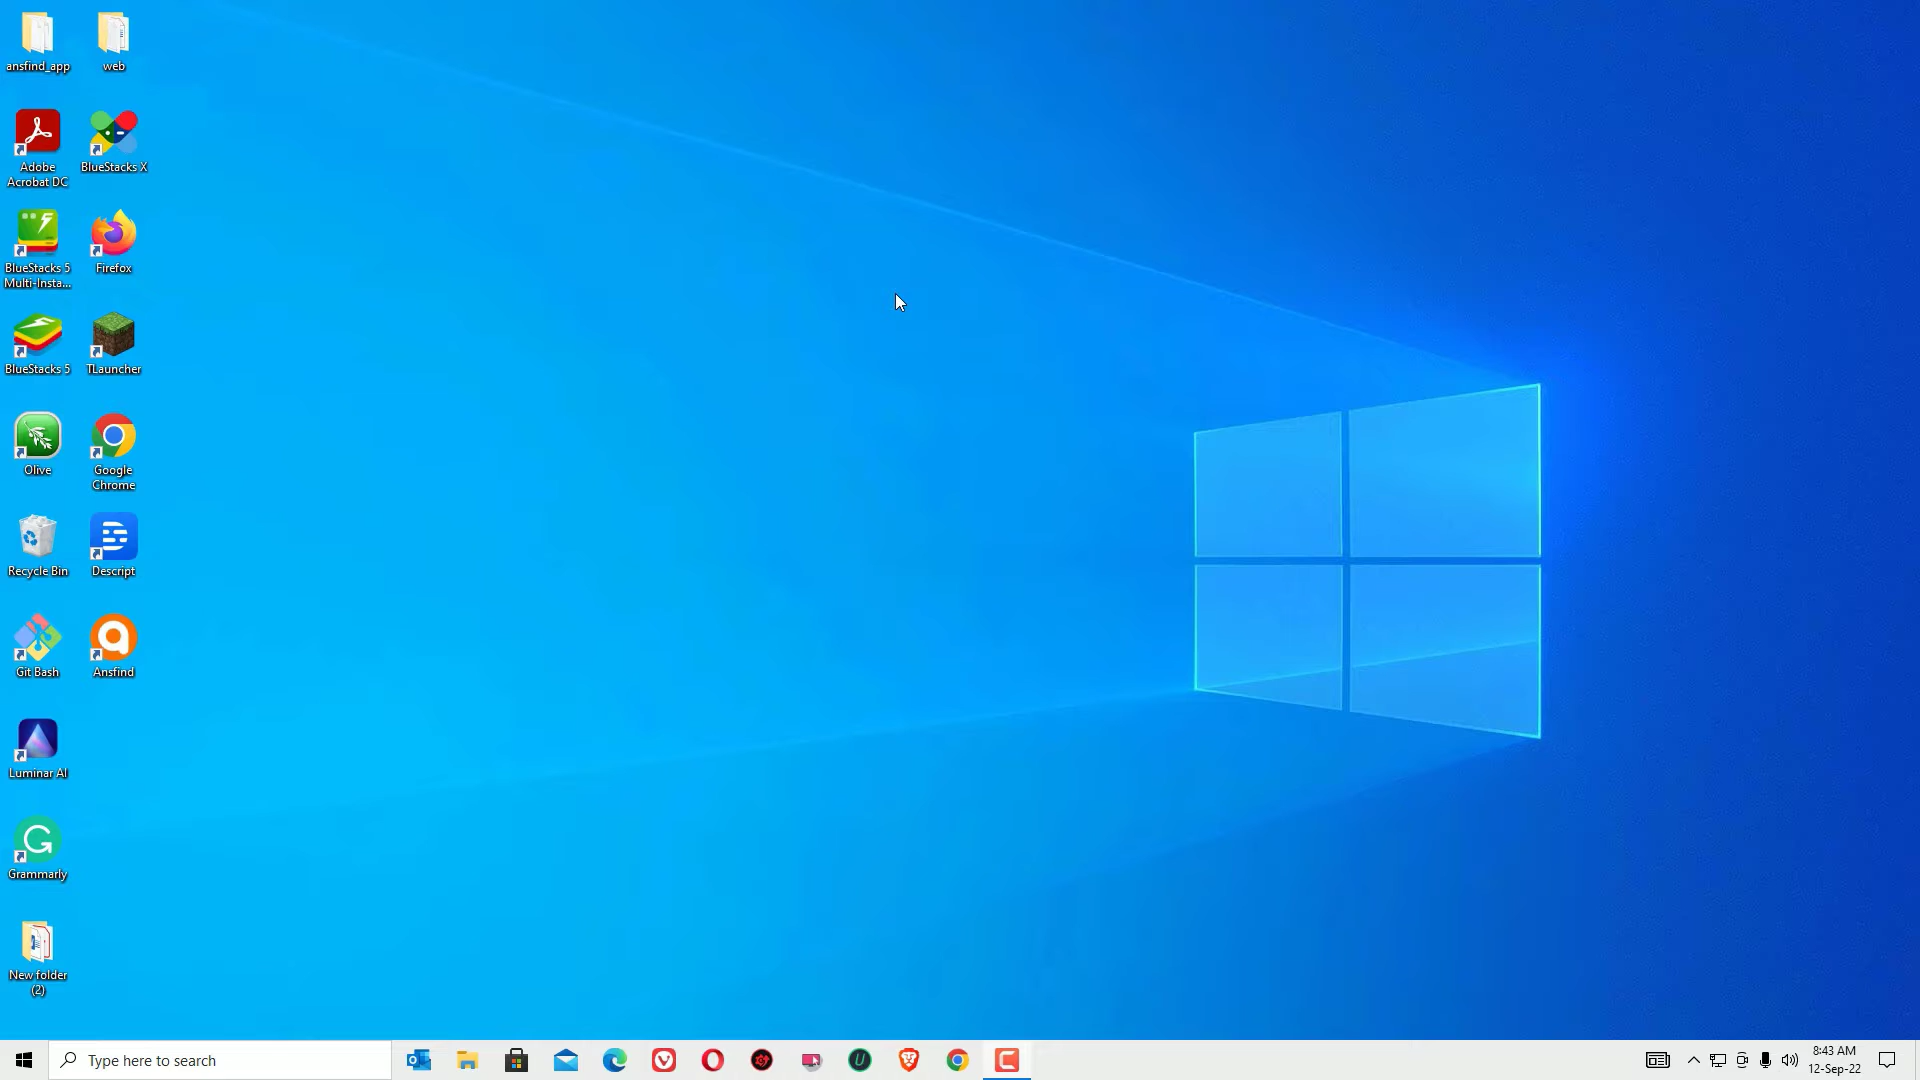 ansfind_app
web
Adobe
Acrobat DC
BlueStacks X
BlueStacks 5
Multi-Insta...
Firefox
BlueStacks 5
TLauncher
Olive
Google
Chrome
Recycle Bin
Descript
Git Bash
Ansfind
Luminar AI
Grammarly
New folder
(2)
Type here to search
8:43 AM
12-Sep-22